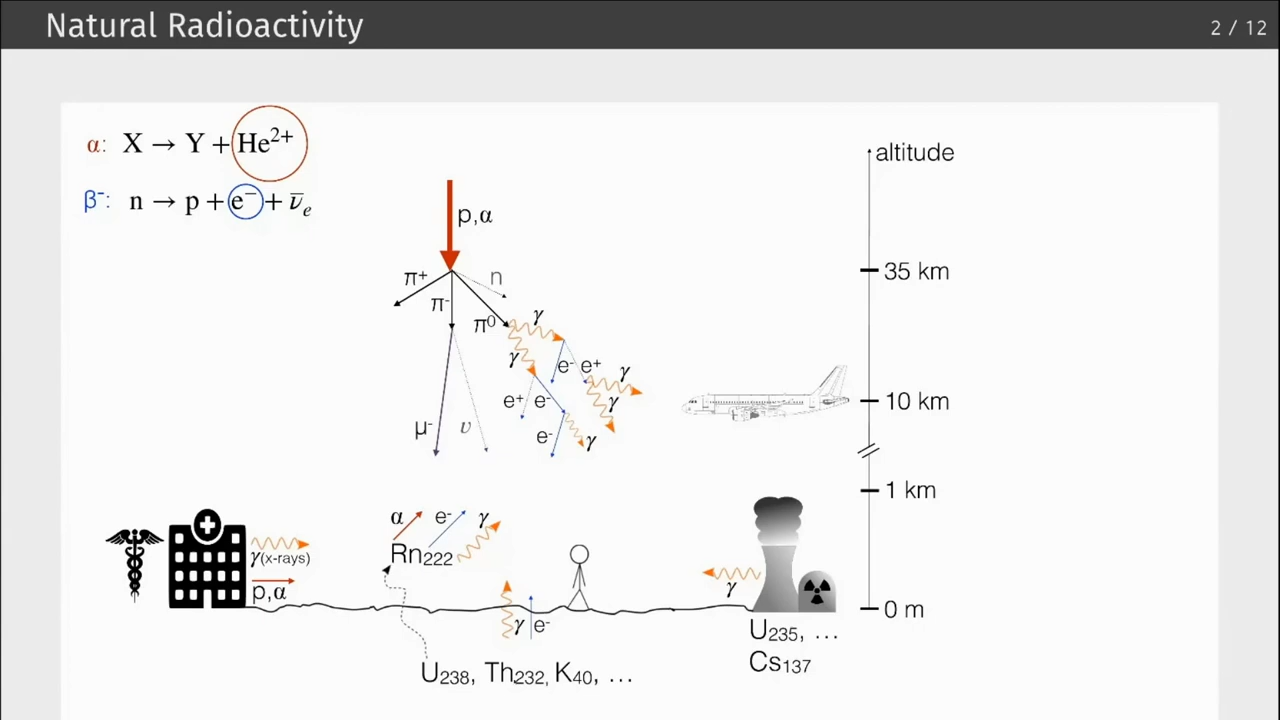 Natural Radioactivity
2 / 12
α: X → Y + He²⁺
β⁻: n → p + e⁻ + ν̅ₑ
altitude
p,α
35 km
π⁺
n
π⁻
π⁰
γ
γ
e⁻ e⁺
γ
γ
e⁺ e⁻
10 km
μ⁻
υ
e⁻
γ
1 km
α e⁻ γ
γ(x-rays)
Rn₂₂₂
p,α
γ
0 m
γ e⁻
U₂₃₅, ...
Cs₁₃₇
U₂₃₈, Th₂₃₂, K₄₀, ...